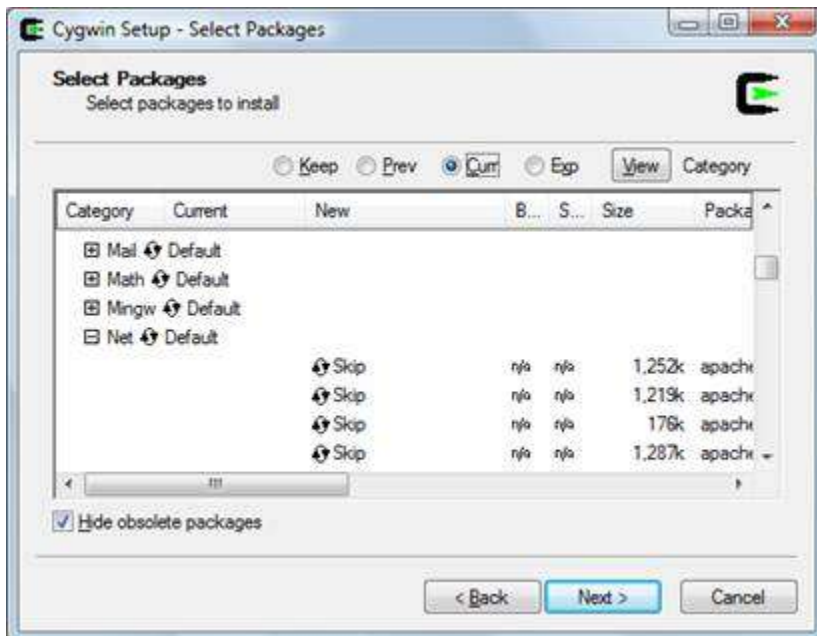 Cygwin Setup - Select Packages
Select Packages
Select packages to install
Keep Prev Curr Exp View Category
Category Current New B... S... Size Packa
Mail Default
Math Default
Mingw Default
Net Default
Skip n/a n/a 1,252k apache
Skip n/a n/a 1,219k apache
Skip n/a n/a 176k apache
Skip n/a n/a 1,287k apache
Hide obsolete packages
< Back Next > Cancel